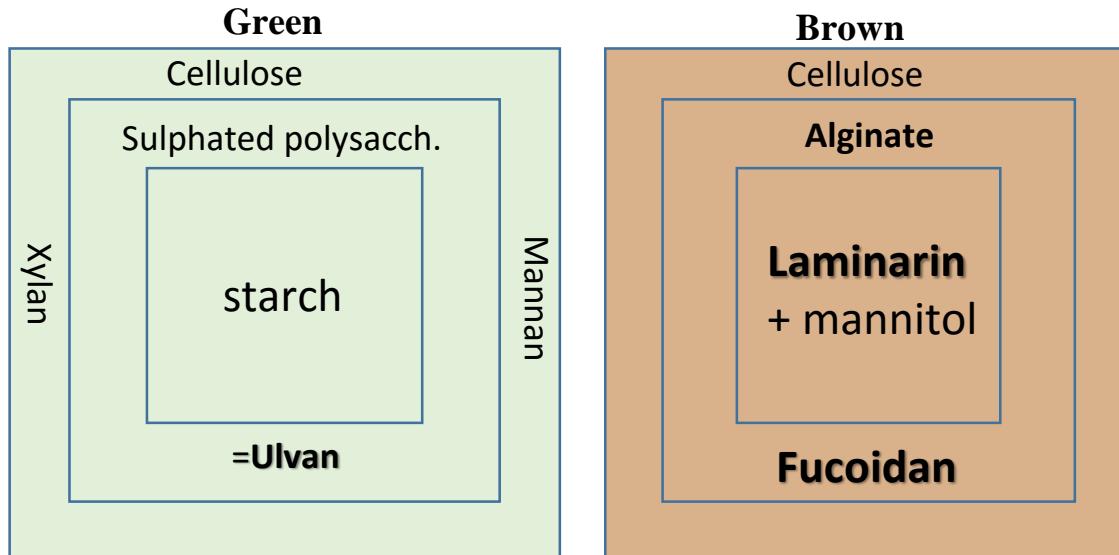 Green
Cellulose
Sulphated polysacch.
Xylan
starch
Mannan
=Ulvan
Brown
Cellulose
Alginate
Laminarin
+ mannitol
Fucoidan